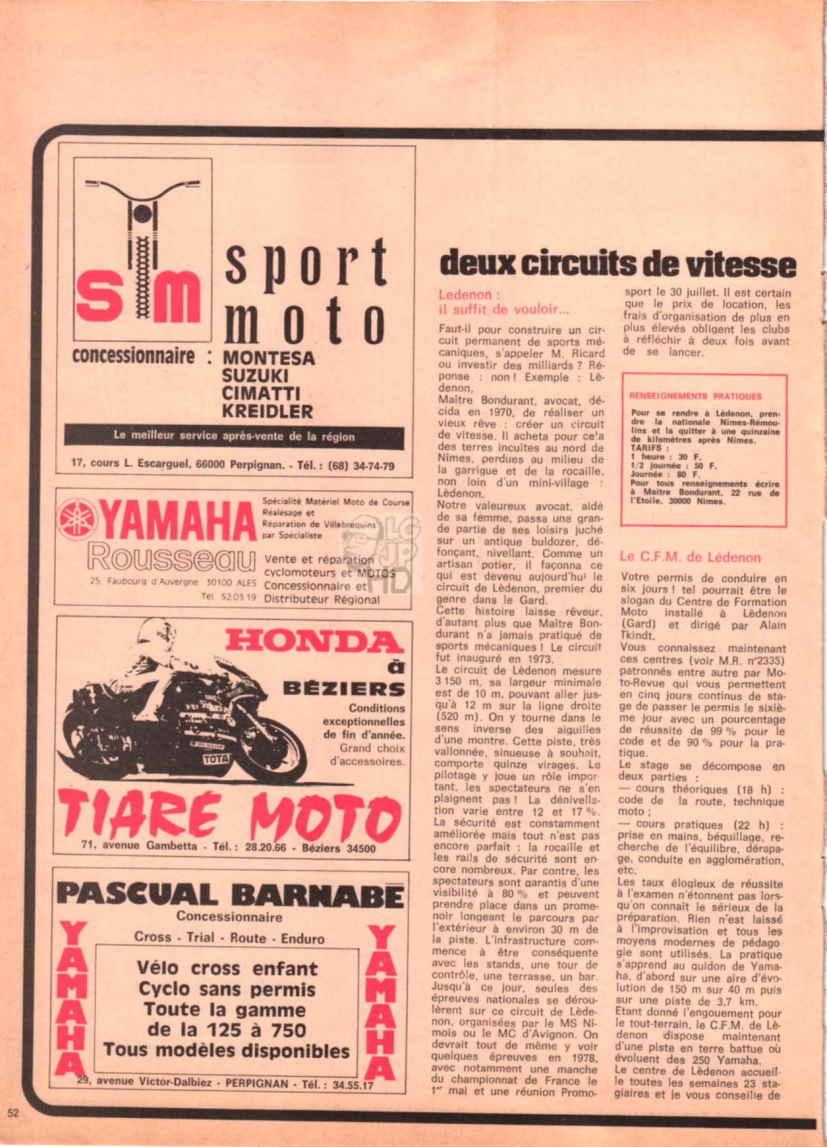 SM
sport
moto
concessionnaire : MONTESA
SUZUKI
CIMATTI
KREIDLER
Le meilleur service après-vente de la région
17, cours L. Escarguel, 66000 Perpignan. - Tél. : (68) 34-74-79
YAMAHA
Rousseau
25. Faubourg d'Auvergne 30100 ALES
Tel. 52.05.19
Spécialité Matériel Moto de Course
Réalesage et
Réparation de Villebrequins
par Spécialiste
Vente et réparation
cyclomoteurs et MOTOS
Concessionnaire et
Distributeur Régional
HONDA
à
BÉZIERS
Conditions
exceptionnelles
de fin d'année.
Grand choix
d'accessoires.
TOTA
TIARE MOTO
71, avenue Gambetta - Tél. : 28.20.66 - Béziers 34500
PASCUAL BARNABÉ
Concessionnaire
Cross - Trial - Route - Enduro
YAMAHA
Vélo cross enfant
Cyclo sans permis
Toute la gamme
de la 125 à 750
Tous modèles disponibles
YAMAHA
29, avenue Victor-Dalbiez - PERPIGNAN - Tél. : 34.55.17
52
deux circuits de vitesse
Ledenon :
il suffit de vouloir...
Faut-il pour construire un cir-
cuit permanent de sports mé-
caniques, s'appeler M. Ricard
ou investir des milliards ? Ré-
ponse : non ! Exemple : Lè-
denon.
Maître Bondurant, avocat, dé-
cida en 1970, de réaliser un
vieux rêve : créer un circuit
de vitesse. Il acheta pour ce'a
des terres incultes au nord de
Nimes, perdues au milieu de
la garrigue et de la rocaille,
non loin d'un mini-village :
Lèdenon.
Notre valeureux avocat, aidé
de sa femme, passa une gran-
de partie de ses loisirs juché
sur un antique buldozer, dé-
fonçant, nivellant. Comme un
artisan potier, il façonna ce
qui est devenu aujourd'hui le
circuit de Lèdenon, premier du
genre dans le Gard.
Cette histoire laisse rêveur,
d'autant plus que Maître Bon-
durant n'a jamais pratiqué de
sports mécaniques ! Le circuit
fut inauguré en 1973.
Le circuit de Lèdenon mesure
3 150 m, sa largeur minimale
est de 10 m, pouvant aller jus-
qu'à 12 m sur la ligne droite
(520 m). On y tourne dans le
sens inverse des aiguilles
d'une montre. Cette piste, très
vallonnée, sinueuse à souhait,
comporte quinze virages. Le
pilotage y joue un rôle impor-
tant, les spectateurs ne s'en
plaignent pas ! La dénivella-
tion varie entre 12 et 17 %.
La sécurité est constamment
améliorée mais tout n'est pas
encore parfait : la rocaille et
les rails de sécurité sont en-
core nombreux. Par contre, les
spectateurs sont garantis d'une
visibilité à 80 % et peuvent
prendre place dans un prome-
noir longeant le parcours par
l'extérieur à environ 30 m de
la piste. L'infrastructure com-
mence à être conséquente
avec les stands, une tour de
contrôle, une terrasse, un bar.
Jusqu'à ce jour, seules des
épreuves nationales se dérou-
lèrent sur ce circuit de Lède-
non, organisées par le MS Nî-
mois ou le MC d'Avignon. On
devrait tout de même y voir
quelques épreuves en 1978,
avec notamment une manche
du championnat de France le
1er mai et une réunion Promo-
sport le 30 juillet. Il est certain
que le prix de location, les
frais d'organisation de plus en
plus élevés obligent les clubs
à réfléchir à deux fois avant
de se lancer.
RENSEIGNEMENTS PRATIQUES
Pour se rendre à Lèdenon, pren-
dre la nationale Nîmes-Rémou-
lins et la quitter à une quinzaine
de kilomètres après Nîmes.
TARIFS :
1 heure : 30 F.
1/2 journée : 50 F.
Journée : 80 F.
Pour tous renseignements écrire
à Maître Bondurant, 22 rue de
l'Etoile, 30000 Nîmes.
Le C.F.M. de Lédenon
Votre permis de conduire en
six jours ! tel pourrait être le
slogan du Centre de Formation
Moto installé à Lèdenon
(Gard) et dirigé par Alain
Tkindt.
Vous connaissez maintenant
ces centres (voir M.R. n°2335)
patronnés entre autre par Mo-
to-Revue qui vous permettent
en cinq jours continus de sta-
ge de passer le permis le sixiè-
me jour avec un pourcentage
de réussite de 99 % pour le
code et de 90 % pour la pra-
tique.
Le stage se décompose en
deux parties :
— cours théoriques (18 h) :
code de la route, technique
moto ;
— cours pratiques (22 h) :
prise en mains, béquillage, re-
cherche de l'équilibre, dérapa-
ge, conduite en agglomération,
etc.
Les taux élogieux de réussite
à l'examen n'étonnent pas lors-
qu'on connaît le sérieux de la
préparation. Rien n'est laissé
à l'improvisation et tous les
moyens modernes de pédago
gie sont utilisés. La pratique
s'apprend au guidon de Yama-
ha, d'abord sur une aire d'évo-
lution de 150 m sur 40 m puis
sur une piste de 3,7 km.
Etant donné l'engouement pour
le tout-terrain, le C.F.M. de Lè-
denon dispose maintenant
d'une piste en terre battue où
évoluent des 250 Yamaha.
Le centre de Lèdenon accueil-
le toutes les semaines 23 sta-
giaires et je vous conseille de